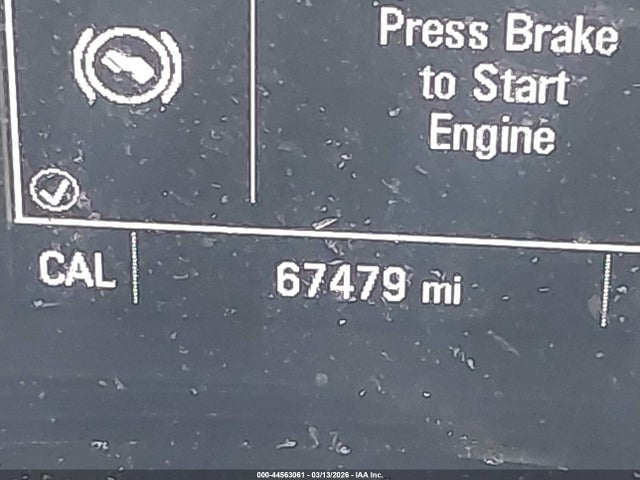 Press Brake
to Start
Engine
CAL
67479 mi
000-44563061 - 03/13/2026 - IAA Inc.